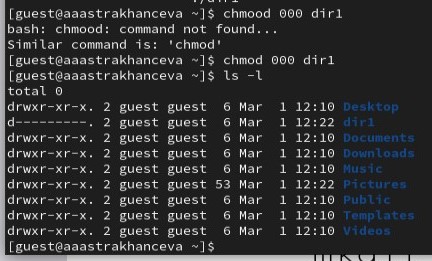 [guest@aaastrakhanceva ~]$ chmood 000 dir1
bash: chmood: command not found...
Similar command is: 'chmod'
[guest@aaastrakhanceva ~]$ chmod 000 dir1
[guest@aaastrakhanceva ~]$ ls -l
total 0
drwxr-xr-x. 2 guest guest  6 Mar  1 12:10 Desktop
d---------. 2 guest guest  6 Mar  1 12:22 dir1
drwxr-xr-x. 2 guest guest  6 Mar  1 12:10 Documents
drwxr-xr-x. 2 guest guest  6 Mar  1 12:10 Downloads
drwxr-xr-x. 2 guest guest  6 Mar  1 12:10 Music
drwxr-xr-x. 2 guest guest 53 Mar  1 12:22 Pictures
drwxr-xr-x. 2 guest guest  6 Mar  1 12:10 Public
drwxr-xr-x. 2 guest guest  6 Mar  1 12:10 Templates
drwxr-xr-x. 2 guest guest  6 Mar  1 12:10 Videos
[guest@aaastrakhanceva ~]$